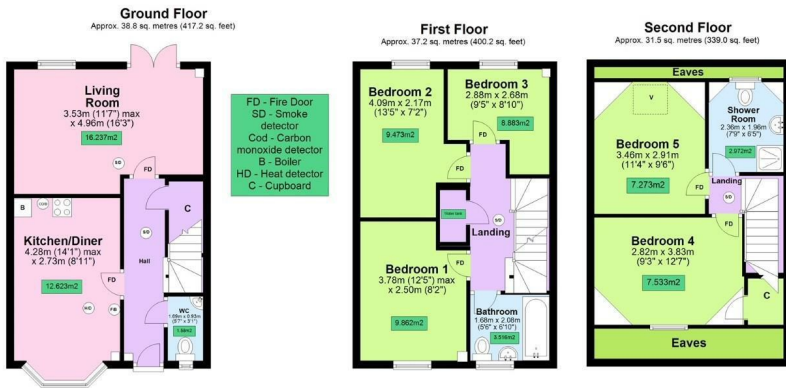 Ground Floor
Approx. 38.8 sq. metres (417.2 sq. feet)
Living
Room
3.53m (11'7") max
x 4.96m (16'3")
16.237m2
S/D
FD
B
COD
C
S/D
Kitchen/Diner
4.28m (14'1") max
x 2.73m (8'11")
Hall
12.623m2
FD
H/D
WC
FD - Fire Door
SD - Smoke
detector
Cod - Carbon
monoxide detector
B - Boiler
HD - Heat detector
C - Cupboard
First Floor
Approx. 37.2 sq. metres (400.2 sq. feet)
Bedroom 2
4.09m x 2.17m
(13'5" x 7'2")
9.473m2
Bedroom 3
2.88m x 2.68m
(9'5" x 8'10")
8.883m2
FD
FD
S/D
Landing
Bedroom 1
3.78m (12'5") max
x 2.50m (8'2")
9.862m2
FD
Bathroom
1.68m x 2.08m
(5'6" x 6'10")
3.516m2
Second Floor
Approx. 31.5 sq. metres (339.0 sq. feet)
Eaves
V
Shower
Room
2.36m x 1.96m
(7'9" x 6'5")
2.972m2
Bedroom 5
3.46m x 2.91m
(11'4" x 9'6")
7.273m2
FD
Landing
S/D
FD
Bedroom 4
2.82m x 3.83m
(9'3" x 12'7")
7.533m2
C
Eaves